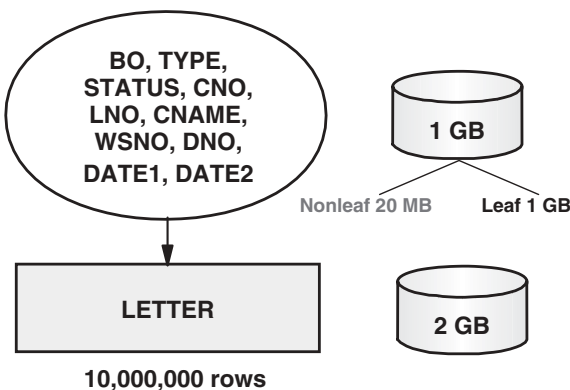 BO, TYPE,
STATUS, CNO,
LNO, CNAME,
WSNO, DNO,
DATE1, DATE2
1 GB
Nonleaf 20 MB
Leaf 1 GB
LETTER
2 GB
10,000,000 rows